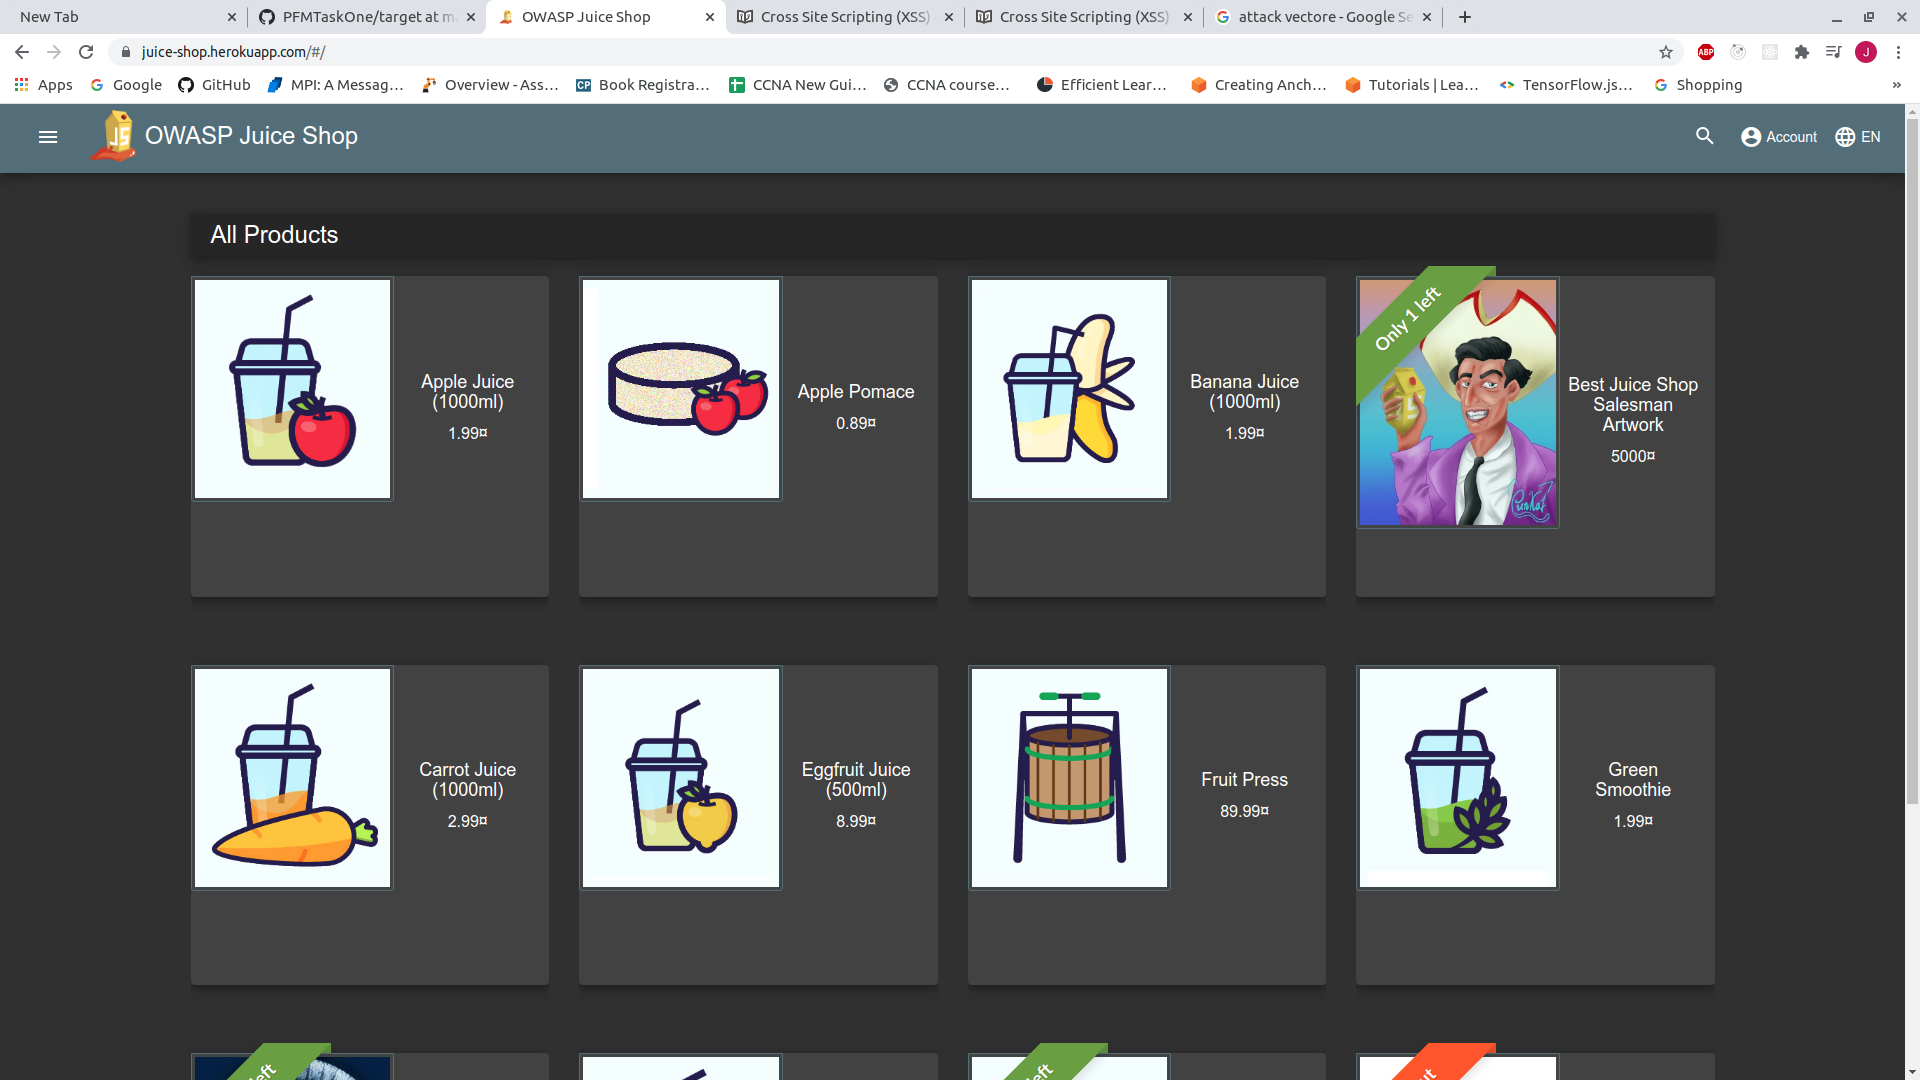 New Tab
PFMTaskOne/target at m
OWASP Juice Shop
Cross Site Scripting (XSS)
Cross Site Scripting (XSS)
attack vectore - Google Se
juice-shop.herokuapp.com/#/
ABP
J
Apps
Google
GitHub
MPI: A Messag...
Overview - Ass...
CP Book Registra...
CCNA New Gui...
CCNA course...
Efficient Lear...
Creating Anch...
Tutorials | Lea...
TensorFlow.js...
Shopping
»
JS
OWASP Juice Shop
Account
EN
All Products
Apple Juice
(1000ml)
1.99¤
Apple Pomace
0.89¤
Banana Juice
(1000ml)
1.99¤
Only 1 left
Best Juice Shop
Salesman
Artwork
5000¤
Carrot Juice
(1000ml)
2.99¤
Eggfruit Juice
(500ml)
8.99¤
Fruit Press
89.99¤
Green
Smoothie
1.99¤
left
left